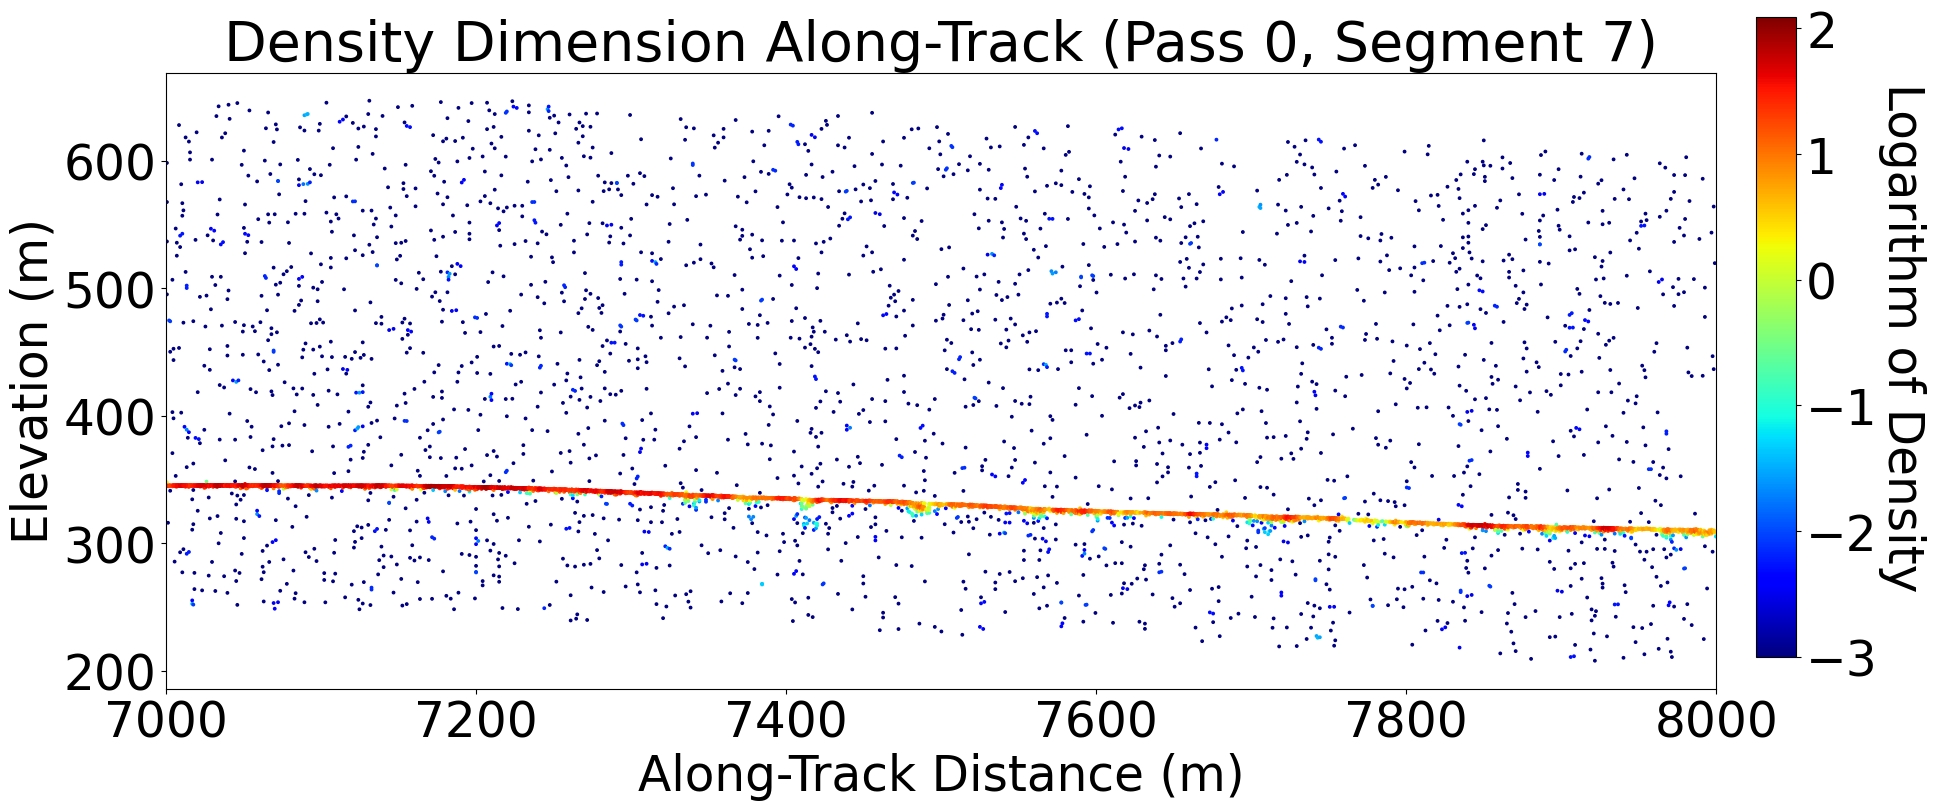 Density Dimension Along-Track (Pass 0, Segment 7)
Elevation (m)
600
500
400
300
200
7000 7200 7400 7600 7800 8000
Along-Track Distance (m)
2
1
0
−1
−2
−3
Logarithm of Density